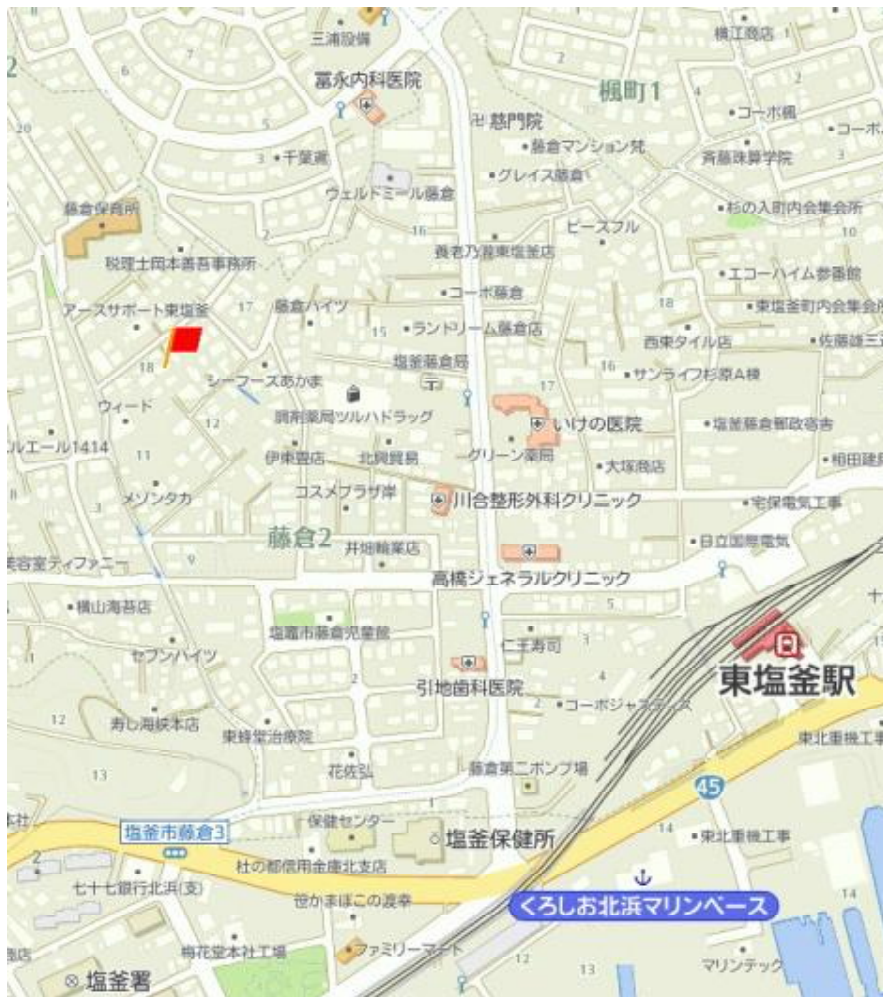 三浦設備
横江商店
冨永内科医院
楓町1
コーポ楓
慈門院
藤倉マンション梵
千葉鳶
斉藤珠算学院
グレイス藤倉
ウェルドミール藤倉
藤倉保育所
杉の入町内会集会所
ピースフル
養老乃瀧東塩釜店
税理士岡本善吾事務所
エコーハイム参番館
コーポ藤倉
アースサポート東塩釜
藤倉ハイツ
東塩釜町内会集会所
ランドリーム藤倉店
西東タイル店
佐藤雄三
塩釜藤倉局
サンライフ杉原A棟
シーフーズあかま
ウィード
調剤薬局ツルハドラッグ
いけの医院
塩釜藤倉郵政宿舎
ルエール1414
伊東畳店
北興貿易
グリーン薬局
大塚商店
相田建
メゾンタカ
コスメプラザ岸
川合整形外科クリニック
宅保電気工事
藤倉2
井畑輪業店
日立国際電気
美容室ティファニー
高橋ジェネラルクリニック
横山海苔店
塩竈市藤倉児童館
仁王寿司
セブンハイツ
東塩釜駅
引地歯科医院
コーポジャスティス
寿し海峡本店
東蜂堂治療院
東北重機工事
花佐弘
藤倉第二ポンプ場
45
保健センター
塩釜市藤倉3
塩釜保健所
東北重機工事
杜の都信用金庫北支店
七十七銀行北浜(支)
笹かまぼこの渡幸
くろしお北浜マリンベース
梅花堂本社工場
ファミリーマート
マリンテック
塩釜署